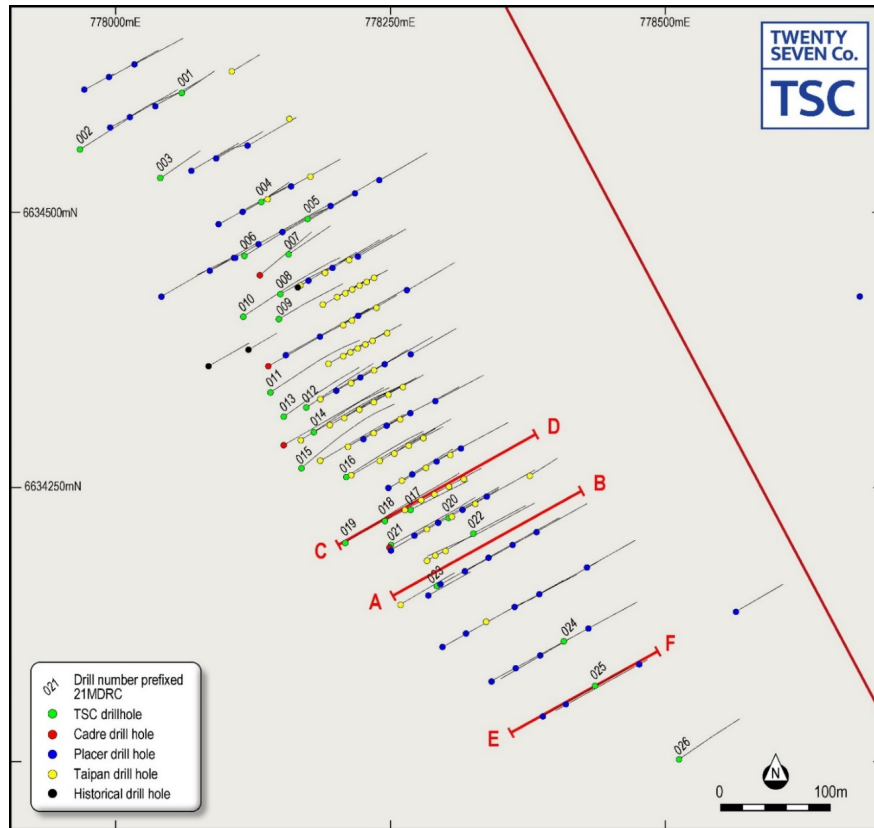 778000mE
778250mE
778500mE
TWENTY
SEVEN Co.
TSC
001
002
003
004
6634500mN
005
006
007
008
010
009
011
013
012
014
015
016
D
6634250mN
B
017
018
020
019
021
022
C
023
A
024
F
025
E
026
021
Drill number prefixed
21MDRC
TSC drillhole
Cadre drill hole
Placer drill hole
Taipan drill hole
Historical drill hole
N
0 100m